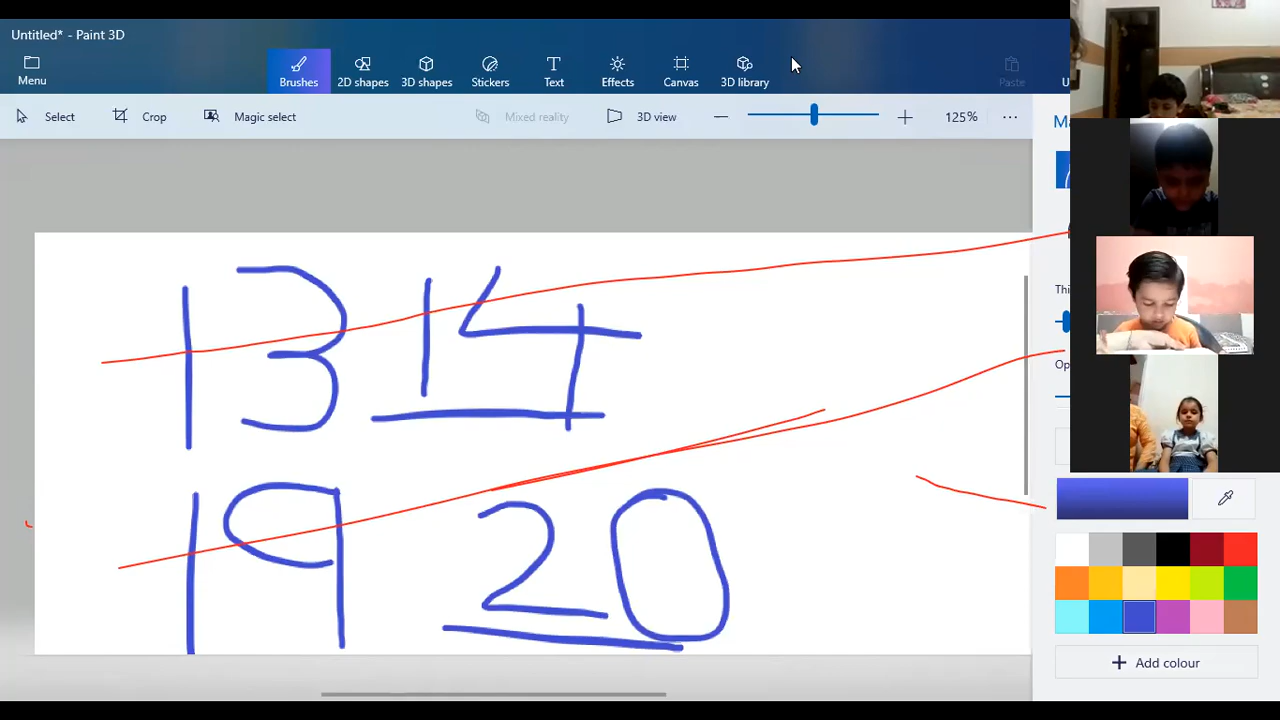 Untitled* - Paint 3D
Menu
Brushes
2D shapes
3D shapes
Stickers
Text
Effects
Canvas
3D library
Paste
Select
Crop
Magic select
Mixed reality
3D view
125%
13 14
19 20
Add colour